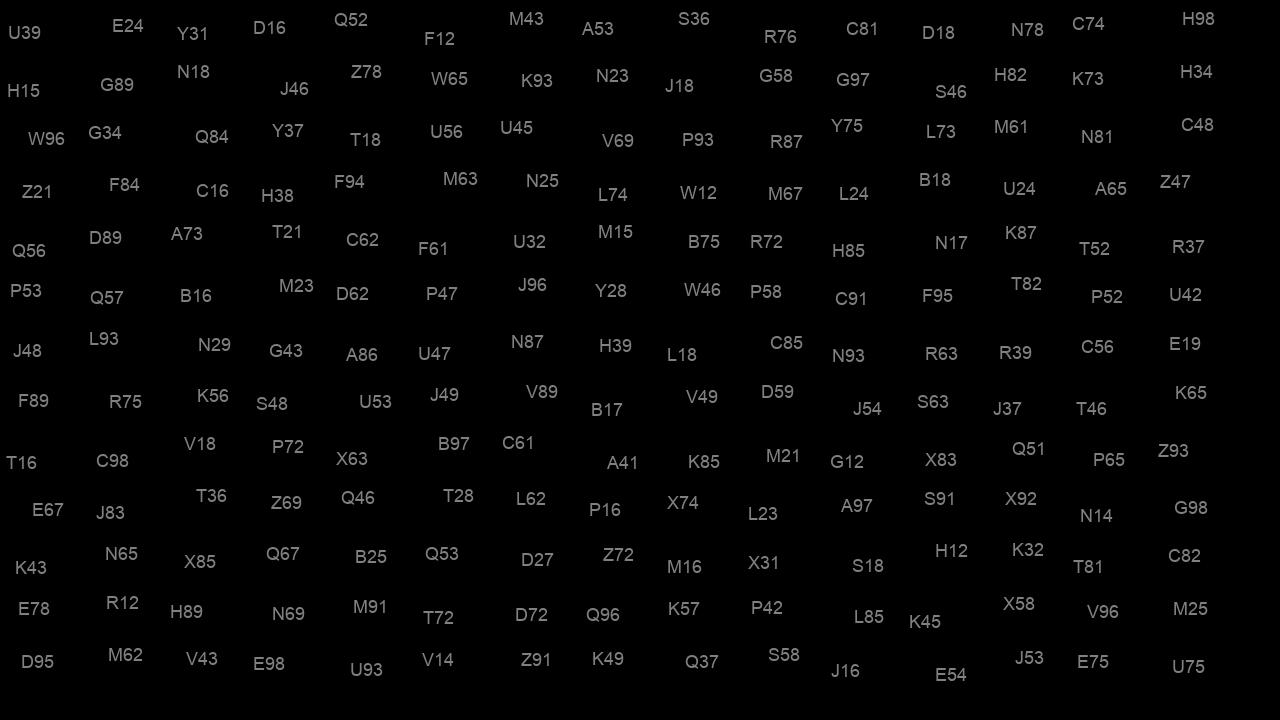 U39 E24 Y31 D16 Q52 F12 M43 A53 S36 R76 C81 D18 N78 C74 H98
H15 G89 N18 J46 Z78 W65 K93 N23 J18 G58 G97 S46 H82 K73 H34
W96 G34 Q84 Y37 T18 U56 U45 V69 P93 R87 Y75 L73 M61 N81 C48
Z21 F84 C16 H38 F94 M63 N25 L74 W12 M67 L24 B18 U24 A65 Z47
Q56 D89 A73 T21 C62 F61 U32 M15 B75 R72 H85 N17 K87 T52 R37
P53 Q57 B16 M23 D62 P47 J96 Y28 W46 P58 C91 F95 T82 P52 U42
J48 L93 N29 G43 A86 U47 N87 H39 L18 C85 N93 R63 R39 C56 E19
F89 R75 K56 S48 U53 J49 V89 B17 V49 D59 J54 S63 J37 T46 K65
T16 C98 V18 P72 X63 B97 C61 A41 K85 M21 G12 X83 Q51 P65 Z93
E67 J83 T36 Z69 Q46 T28 L62 P16 X74 L23 A97 S91 X92 N14 G98
K43 N65 X85 Q67 B25 Q53 D27 Z72 M16 X31 S18 H12 K32 T81 C82
E78 R12 H89 N69 M91 T72 D72 Q96 K57 P42 L85 K45 X58 V96 M25
D95 M62 V43 E98 U93 V14 Z91 K49 Q37 S58 J16 E54 J53 E75 U75